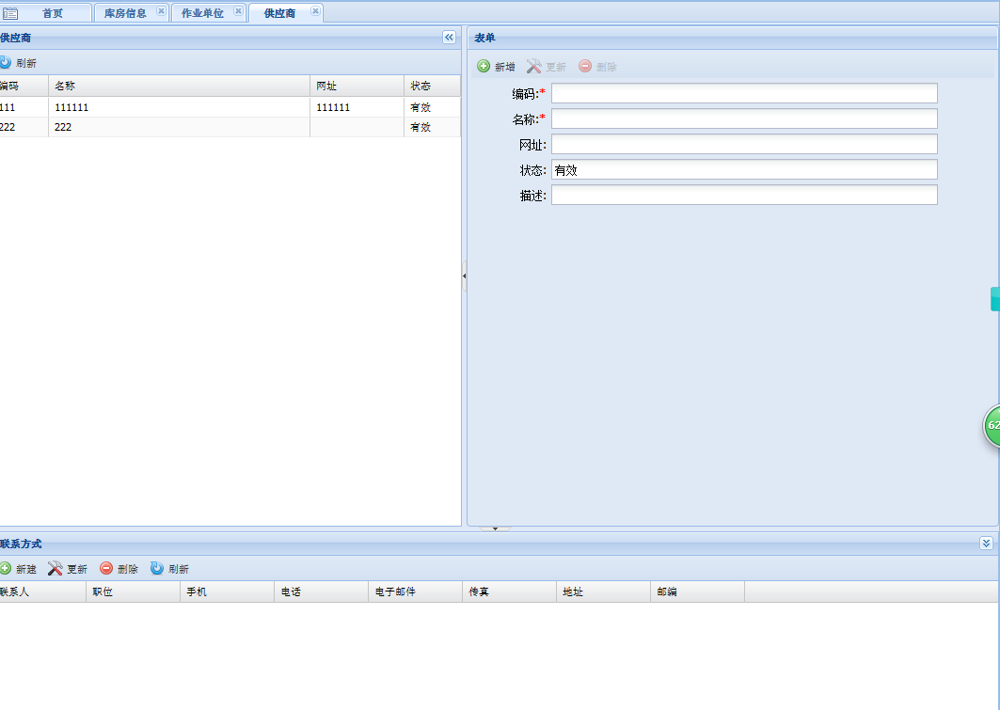 首页 库房信息 作业单位 供应商
供应商
刷新
编码 名称 网址 状态
111 111111 111111 有效
222 222 有效
表单
新增 更新 删除
编码:*
名称:*
网址:
状态: 有效
描述:
62
联系方式
新建 更新 删除 刷新
联系人 职位 手机 电话 电子邮件 传真 地址 邮编